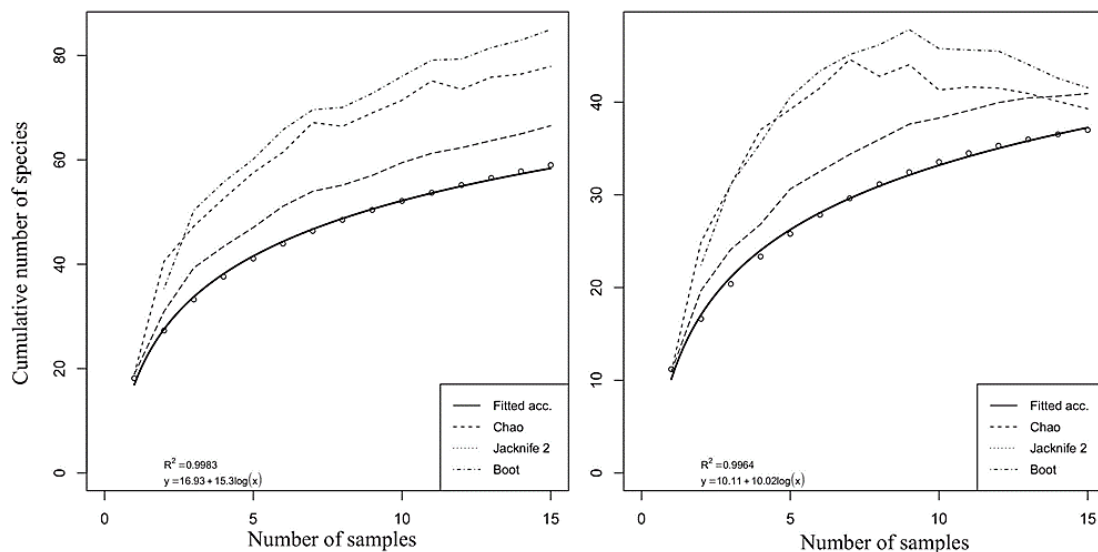 Cumulative number of species
80
60
40
20
0
Fitted acc.
Chao
Jacknife 2
Boot
R² = 0.9983
y = 16.93 + 15.3log(x)
0 5 10 15
Number of samples
40
30
20
10
0
Fitted acc.
Chao
Jacknife 2
Boot
R² = 0.9964
y = 10.11 + 10.02log(x)
0 5 10 15
Number of samples